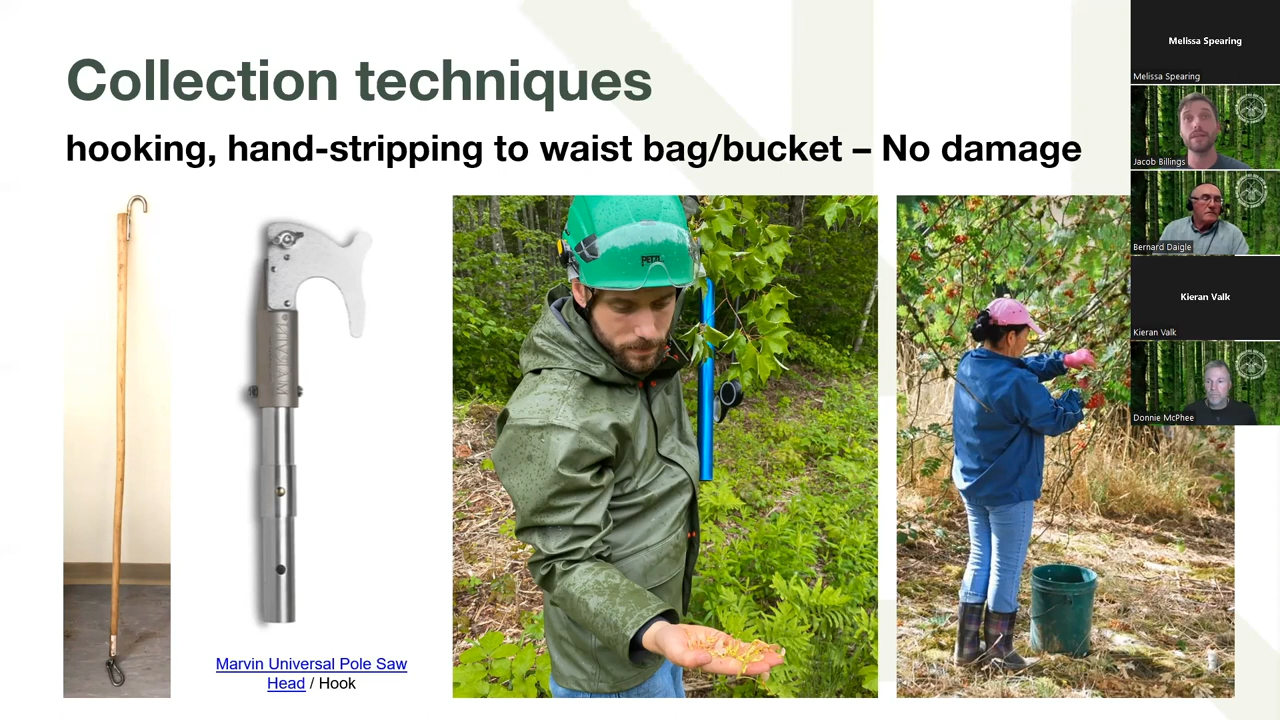 Collection techniques
hooking, hand-stripping to waist bag/bucket – No damage
PETZL
MARVIN
Marvin Universal Pole Saw
Head / Hook
Melissa Spearing
Melissa Spearing
Jacob Billings
Bernard Daigle
Kieran Valk
Kieran Valk
Donnie McPhee